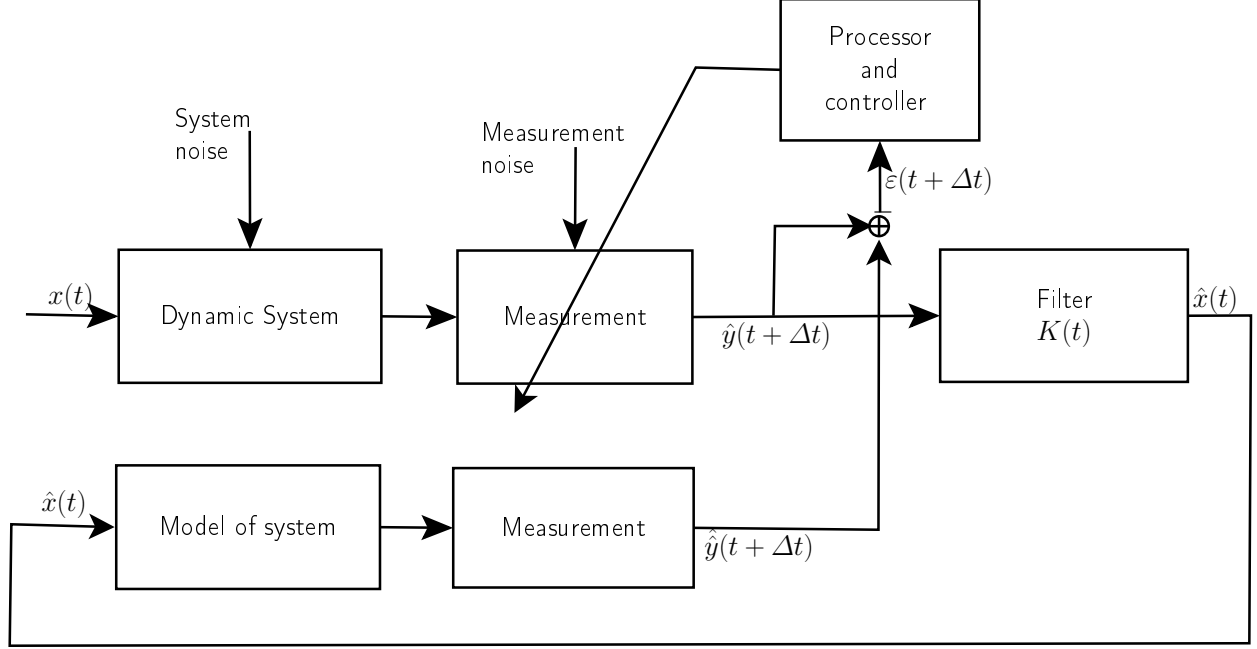 Processor
and
controller
System
noise
Measurement
noise
ε(t + Δt)
−
x(t)
Dynamic System
Measurement
ŷ(t + Δt)
Filter
K(t)
x̂(t)
x̂(t)
Model of system
Measurement
ŷ̂(t + Δt)